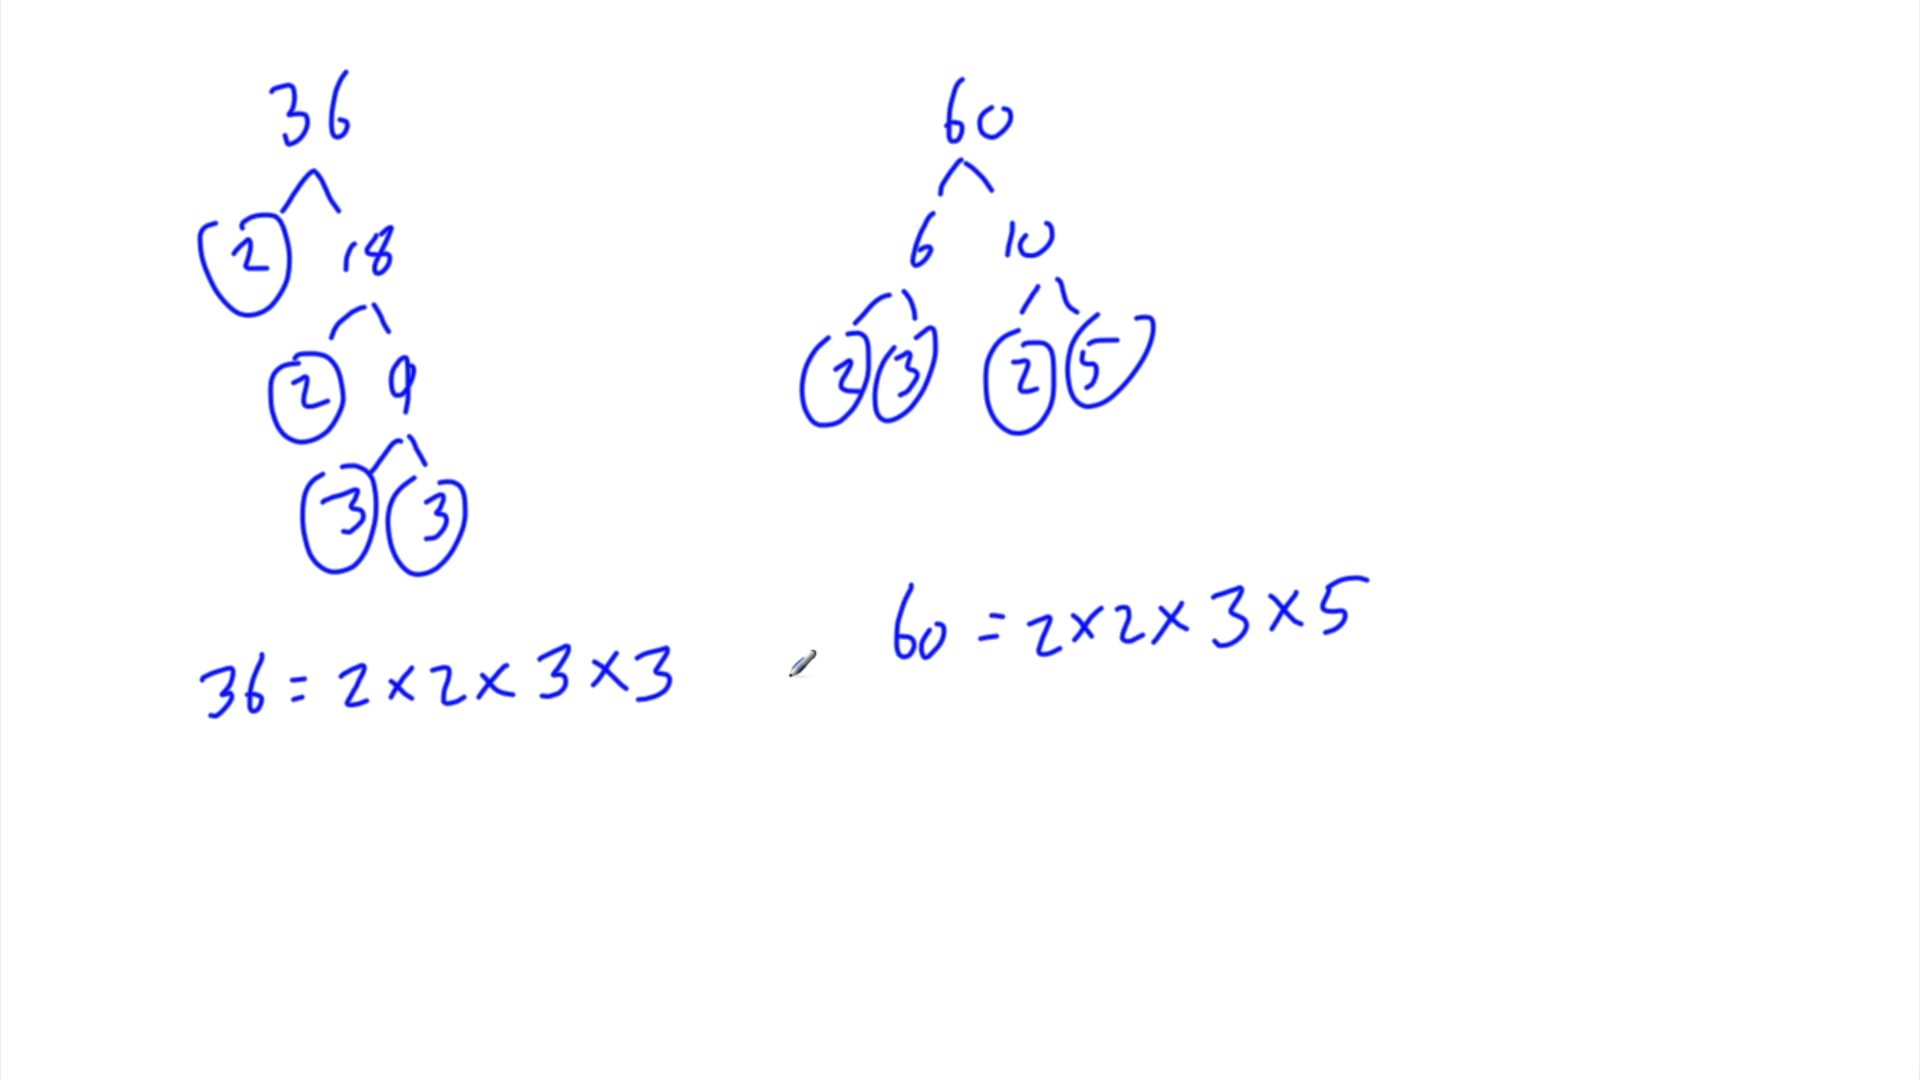 36
2 18
2 9
3 3
36 = 2 × 2 × 3 × 3
60
6 10
2 3 2 5
60 = 2 × 2 × 3 × 5